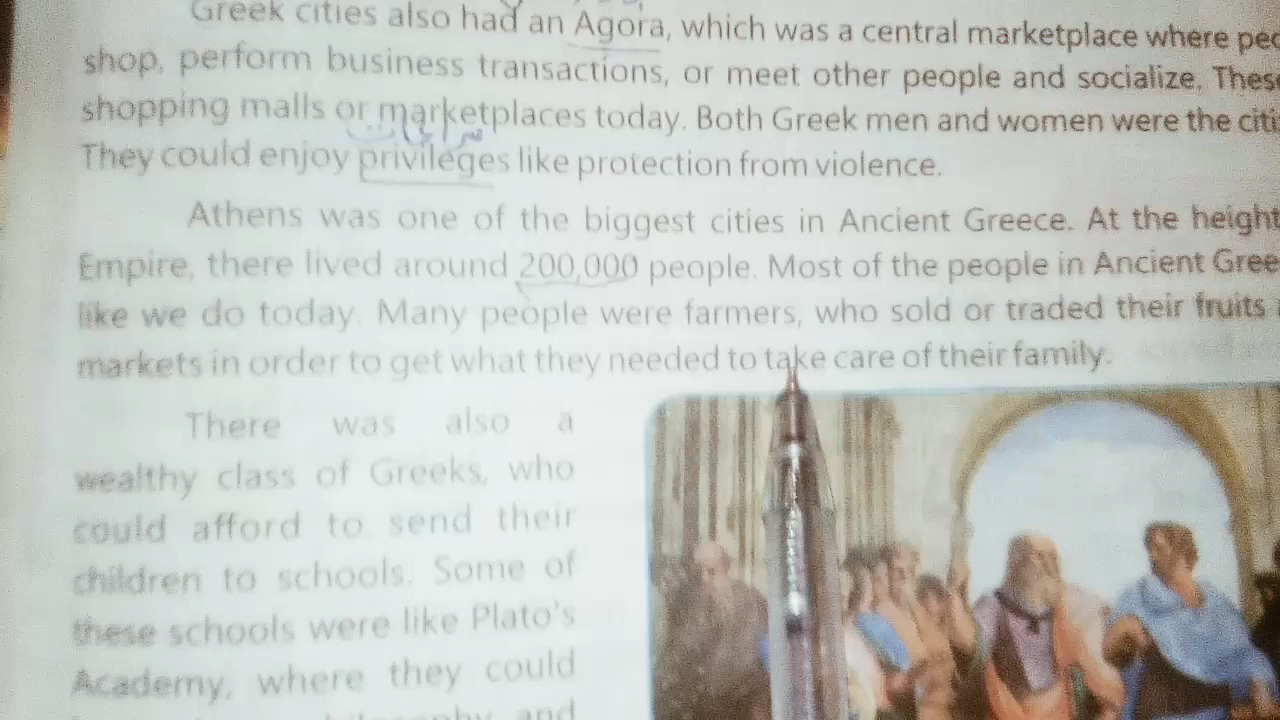 Greek cities also had an Agora, which was a central marketplace where
shop, perform business transactions, or meet other people and socialize. These
shopping malls or marketplaces today. Both Greek men and women were the
They could enjoy privileges like protection from violence.
Athens was one of the biggest cities in Ancient Greece. At the height
Empire, there lived around 200,000 people. Most of the people in Ancient
like we do today. Many people were farmers, who sold or traded their fruits
markets in order to get what they needed to take care of their family.
There was also a
wealthy class of Greeks, who
could afford to send their
children to schools. Some of
these schools were like Plato's
Academy, where they could
and